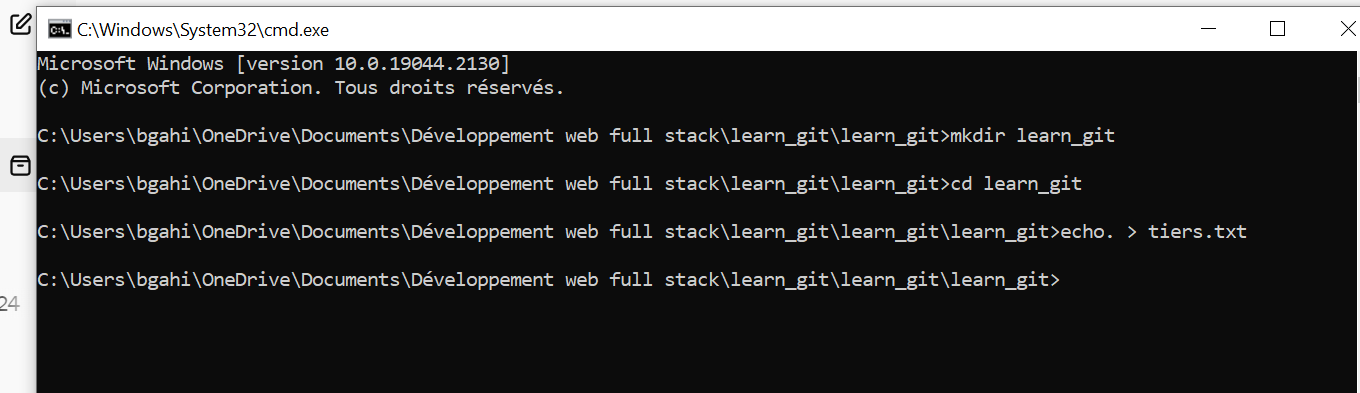 C:\Windows\System32\cmd.exe
Microsoft Windows [version 10.0.19044.2130]
(c) Microsoft Corporation. Tous droits réservés.
C:\Users\bgahi\OneDrive\Documents\Développement web full stack\learn_git\learn_git>mkdir learn_git
C:\Users\bgahi\OneDrive\Documents\Développement web full stack\learn_git\learn_git>cd learn_git
C:\Users\bgahi\OneDrive\Documents\Développement web full stack\learn_git\learn_git\learn_git>echo. > tiers.txt
C:\Users\bgahi\OneDrive\Documents\Développement web full stack\learn_git\learn_git\learn_git>
24